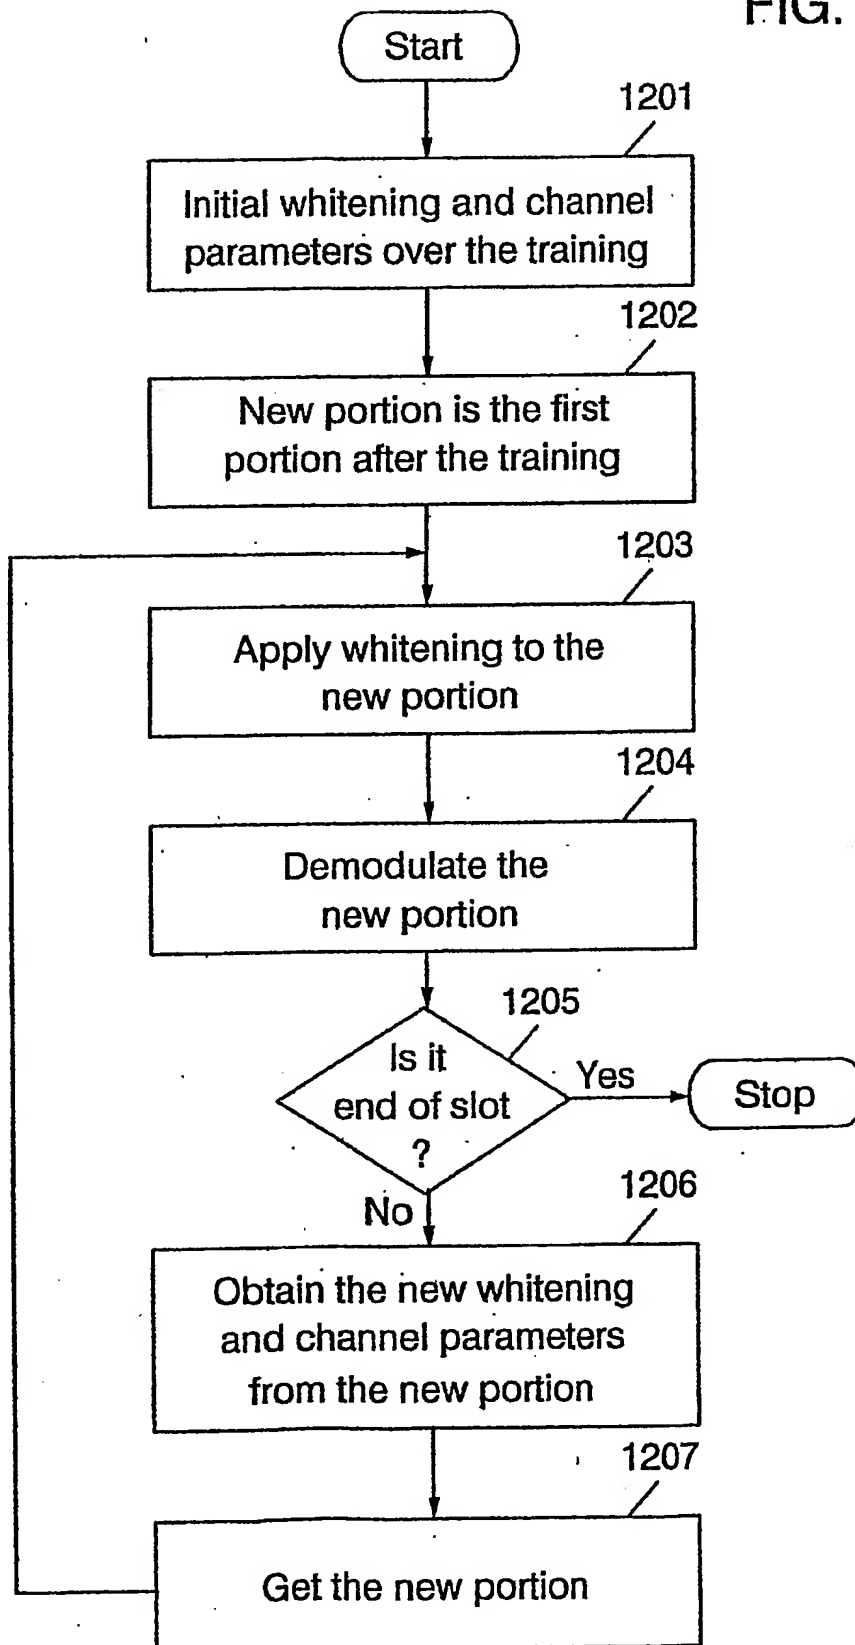 FIG.
Start
1201
Initial whitening and channel
parameters over the training
1202
New portion is the first
portion after the training
1203
Apply whitening to the
new portion
1204
Demodulate the
new portion
1205
Is it
end of slot
?
Yes
Stop
No
1206
Obtain the new whitening
and channel parameters
from the new portion
1207
Get the new portion